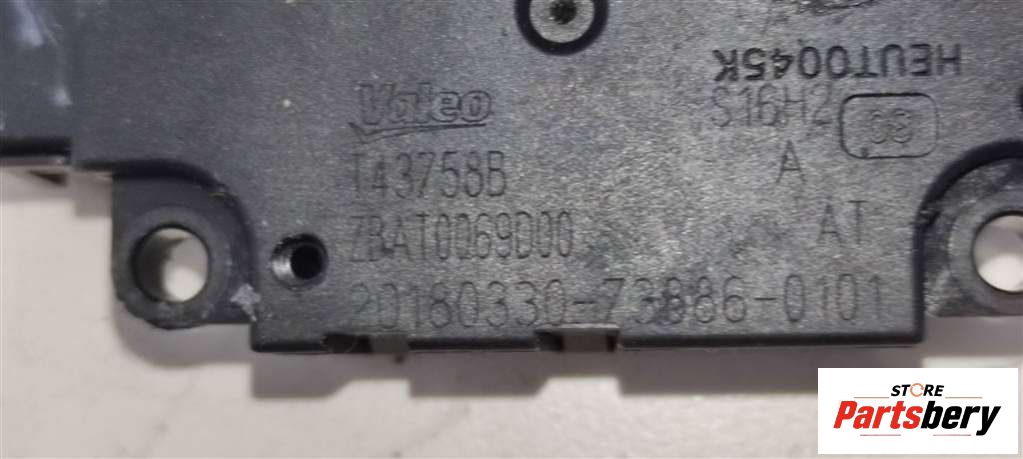 HEUT0045K
S16H2
Valeo
T43758B
A
ZBAT0069D00
AT
20180330-73886-0101
STORE
Partsbery